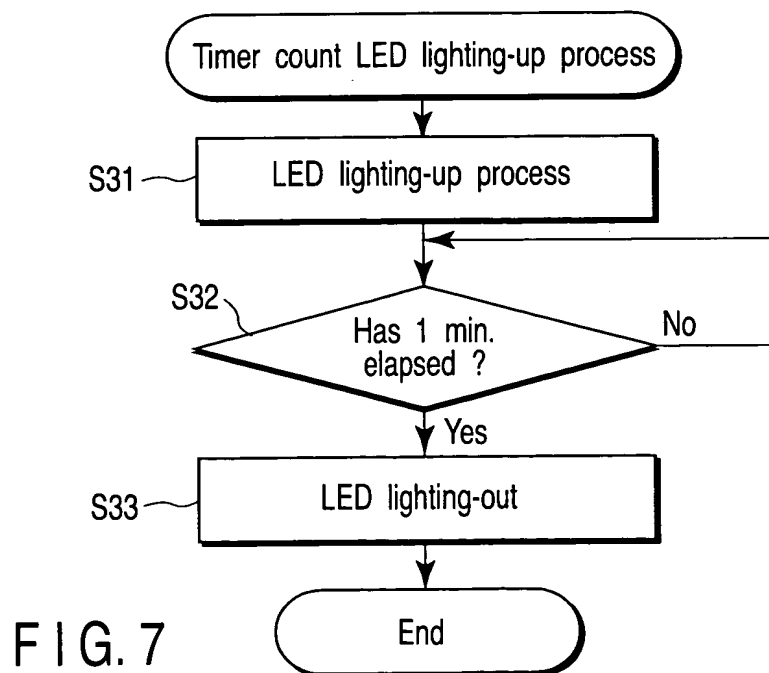 Timer count LED lighting-up process
S31
LED lighting-up process
S32
Has 1 min.
elapsed ?
No
Yes
S33
LED lighting-out
End
FIG. 7